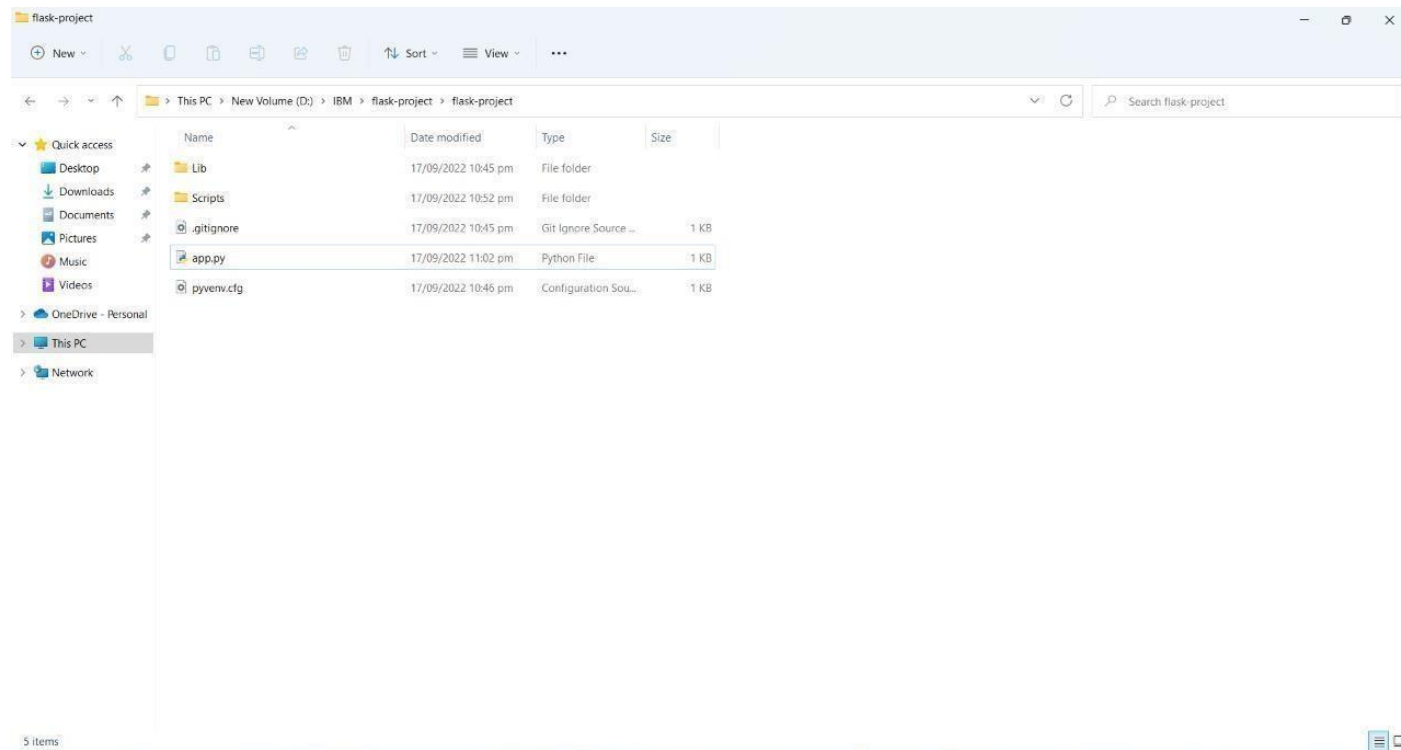 flask-project
New
Sort
View
This PC > New Volume (D:) > IBM > flask-project > flask-project
Search flask-project
Quick access
Desktop
Downloads
Documents
Pictures
Music
Videos
OneDrive - Personal
This PC
Network
Name Date modified Type Size
Lib 17/09/2022 10:45 pm File folder
Scripts 17/09/2022 10:52 pm File folder
.gitignore 17/09/2022 10:45 pm Git Ignore Source ... 1 KB
app.py 17/09/2022 11:02 pm Python File 1 KB
pyvenv.cfg 17/09/2022 10:46 pm Configuration Sou... 1 KB
5 items